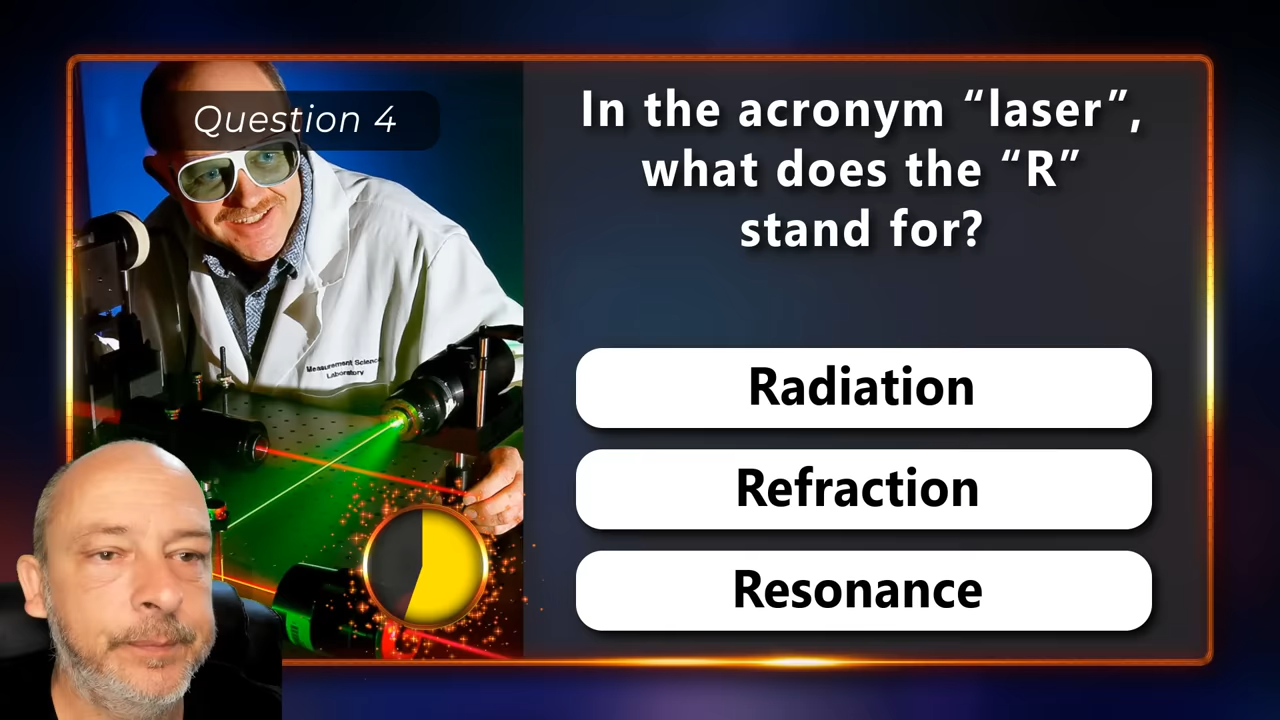 Question 4
In the acronym “laser”,
what does the “R”
stand for?
Measurement Science
Laboratory
Radiation
Refraction
Resonance